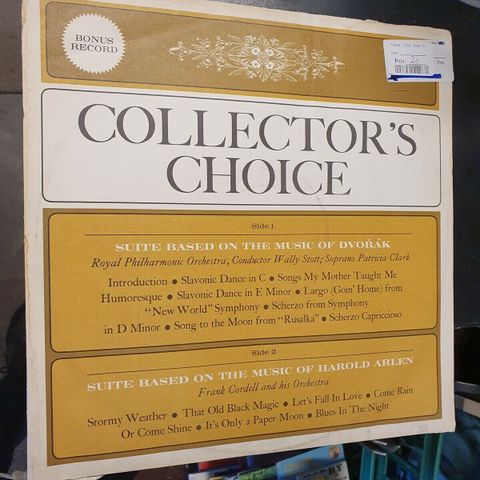 BONUS
RECORD
COLLECTOR'S
CHOICE
Side 1
SUITE BASED ON THE MUSIC OF DVOŘÁK
Royal Philharmonic Orchestra, Conductor Wally Stott; Soprano Patricia Clark
Introduction • Slavonic Dance in C • Songs My Mother Taught Me
Humoresque • Slavonic Dance in E Minor • Largo (Goin' Home) from
"New World" Symphony • Scherzo from Symphony
in D Minor • Song to the Moon from "Rusalka" • Scherzo Capriccioso
Side 2
SUITE BASED ON THE MUSIC OF HAROLD ARLEN
Frank Cordell and his Orchestra
Stormy Weather • That Old Black Magic • Let's Fall In Love • Come Rain
Or Come Shine • It's Only a Paper Moon • Blues In The Night